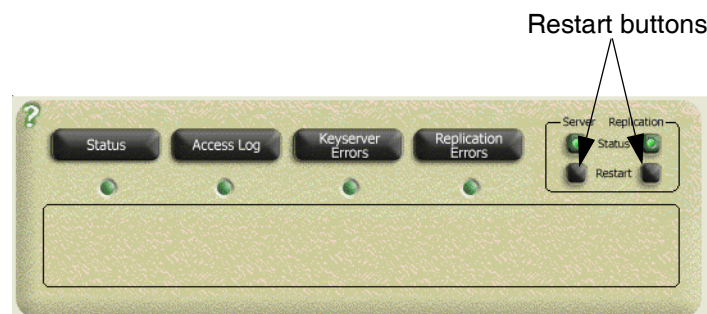 Restart buttons
?
Server Replication
Status Access Log Keyserver Errors Replication Errors
Status
Restart